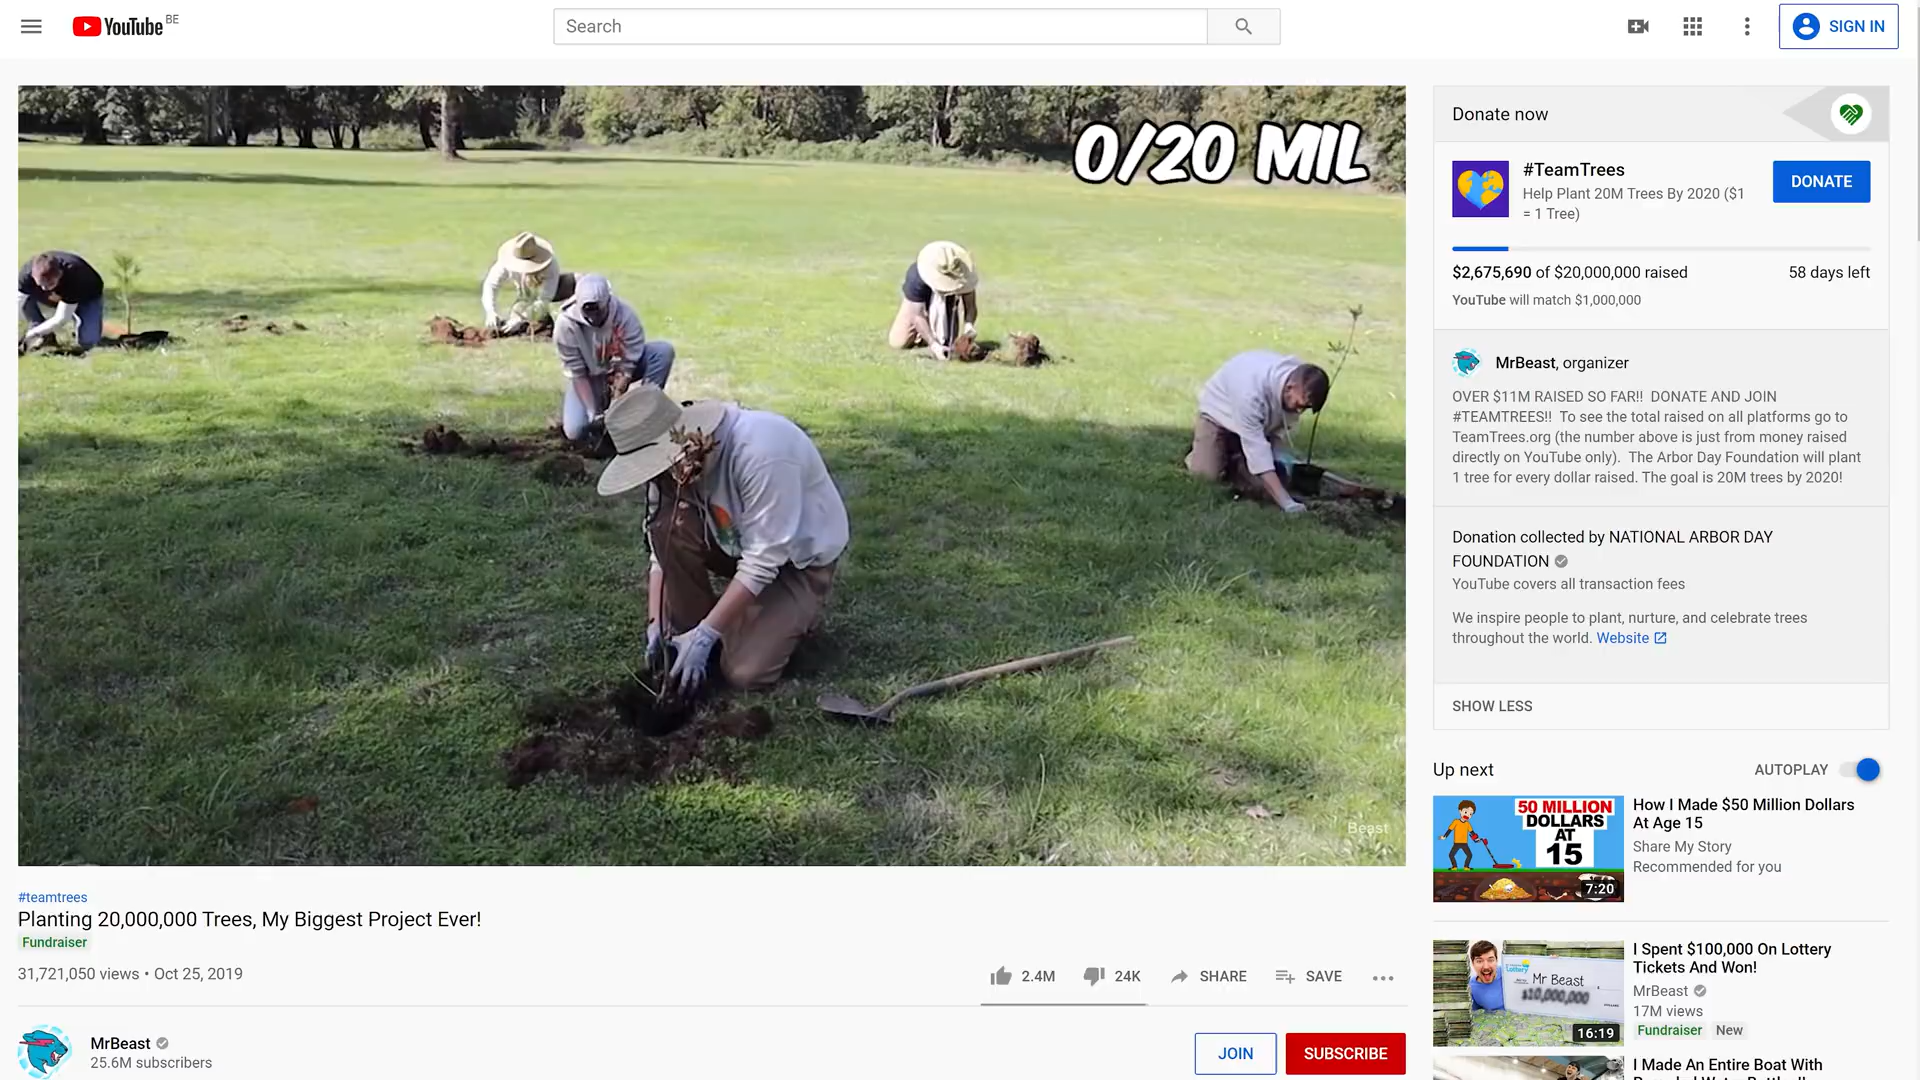 YouTube BE
Search
SIGN IN
0/20 MIL
Beast
#teamtrees
Planting 20,000,000 Trees, My Biggest Project Ever!
Fundraiser
31,721,050 views • Oct 25, 2019
2.4M
24K
SHARE
SAVE
MrBeast
25.6M subscribers
JOIN
SUBSCRIBE
Donate now
#TeamTrees
Help Plant 20M Trees By 2020 ($1
= 1 Tree)
DONATE
$2,675,690 of $20,000,000 raised
58 days left
YouTube will match $1,000,000
MrBeast, organizer
OVER $11M RAISED SO FAR!! DONATE AND JOIN
#TEAMTREES!! To see the total raised on all platforms go to
TeamTrees.org (the number above is just from money raised
directly on YouTube only). The Arbor Day Foundation will plant
1 tree for every dollar raised. The goal is 20M trees by 2020!
Donation collected by NATIONAL ARBOR DAY
FOUNDATION
YouTube covers all transaction fees
We inspire people to plant, nurture, and celebrate trees
throughout the world. Website
SHOW LESS
Up next
AUTOPLAY
50 MILLION
DOLLARS
AT
15
7:20
How I Made $50 Million Dollars
At Age 15
Share My Story
Recommended for you
Lottery
Mr Beast
$10,000,000
16:19
I Spent $100,000 On Lottery
Tickets And Won!
MrBeast
17M views
Fundraiser
New
I Made An Entire Boat With